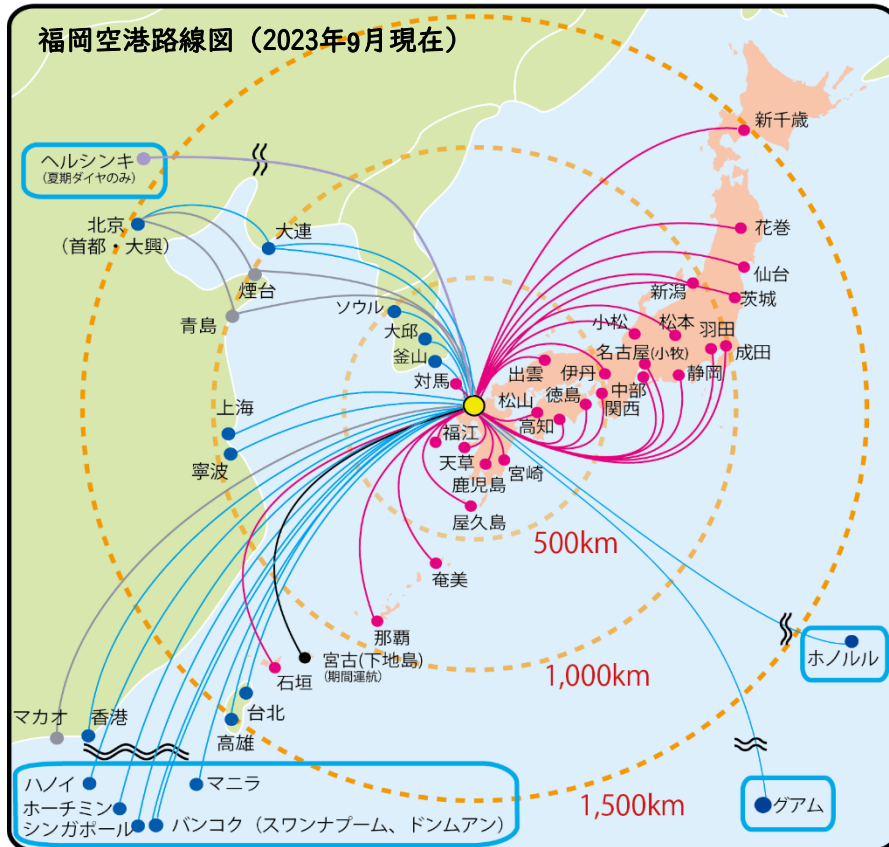 福岡空港路線図（2023年9月現在）
新千歳
ヘルシンキ
（夏期ダイヤのみ）
北京
（首都・大興）
大連
花巻
仙台
煙台
新潟
茨城
青島
ソウル
小松
松本
羽田
大邱
名古屋(小牧)
成田
釜山
出雲
伊丹
静岡
対馬
中部
松山
徳島
関西
上海
福江
高知
寧波
天草
宮崎
鹿児島
屋久島
500km
奄美
那覇
宮古(下地島)
（期間運航）
ホノルル
石垣
1,000km
マカオ
香港
台北
高雄
ハノイ
マニラ
ホーチミン
シンガポール
バンコク（スワンナプーム、ドンムアン）
1,500km
グアム